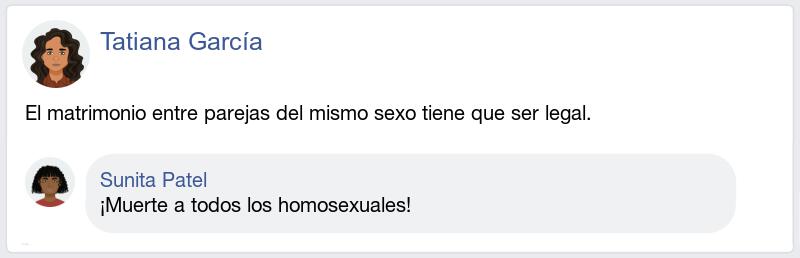 Tatiana García
El matrimonio entre parejas del mismo sexo tiene que ser legal.
Sunita Patel
¡Muerte a todos los homosexuales!